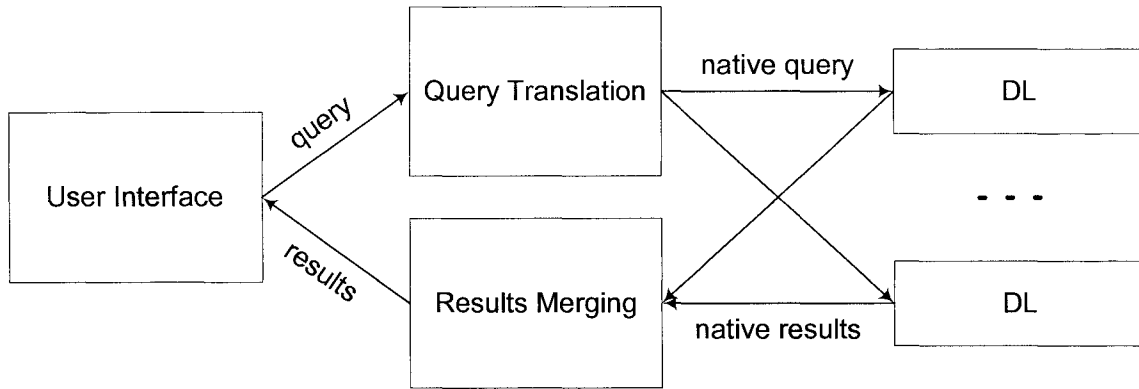 User Interface
query
results
Query Translation
Results Merging
native query
native results
DL
- - -
DL